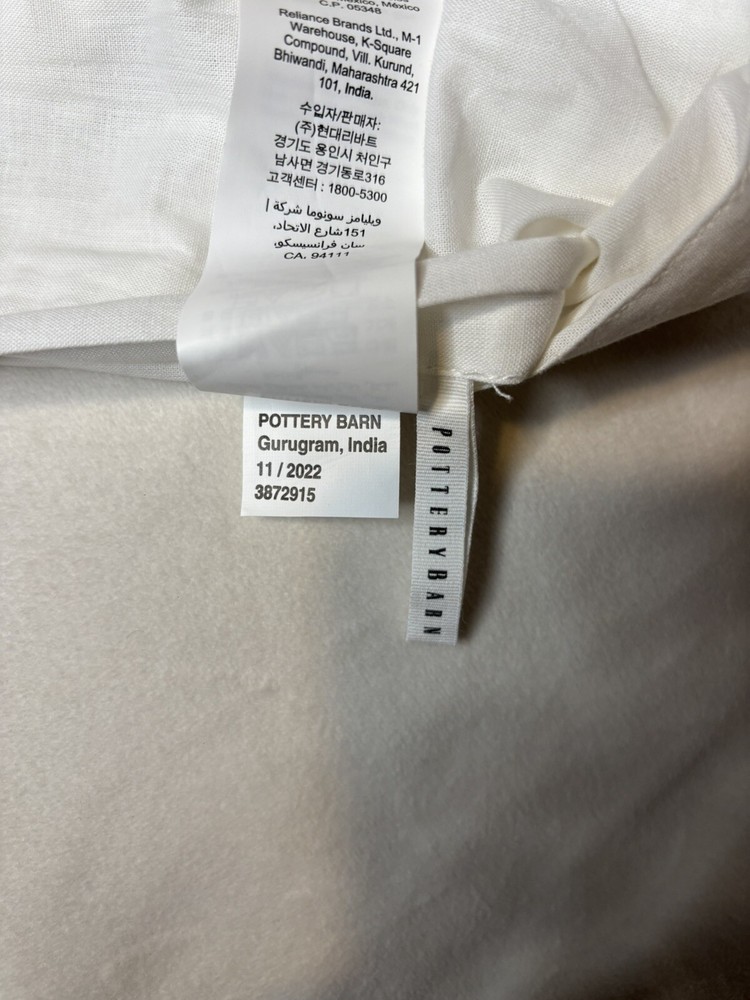 México, México
C.P. 05348
Reliance Brands Ltd., M-1
Warehouse, K-Square
Compound, Vill. Kurund,
Bhiwandi, Maharashtra 421
101, India.
수입자/판매자:
(주)현대리바트
경기도 용인시 처인구
남사면 경기동로316
고객센터 : 1800-5300
ويليامز سونوما شركة |
151شارع الاتحاد،
سان فرانسيسكو,
CA. 94111
POTTERY BARN
Gurugram, India
11 / 2022
3872915
POTTERY BARN